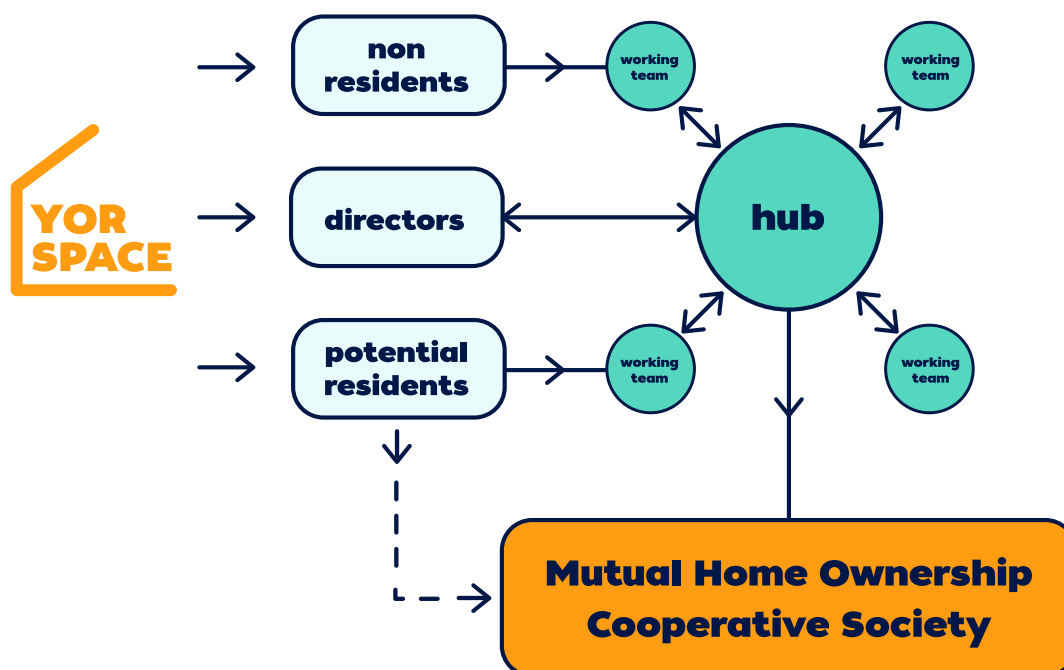 non
residents
working
team
working
team
YOR
SPACE
directors
hub
potential
residents
working
team
working
team
Mutual Home Ownership
Cooperative Society